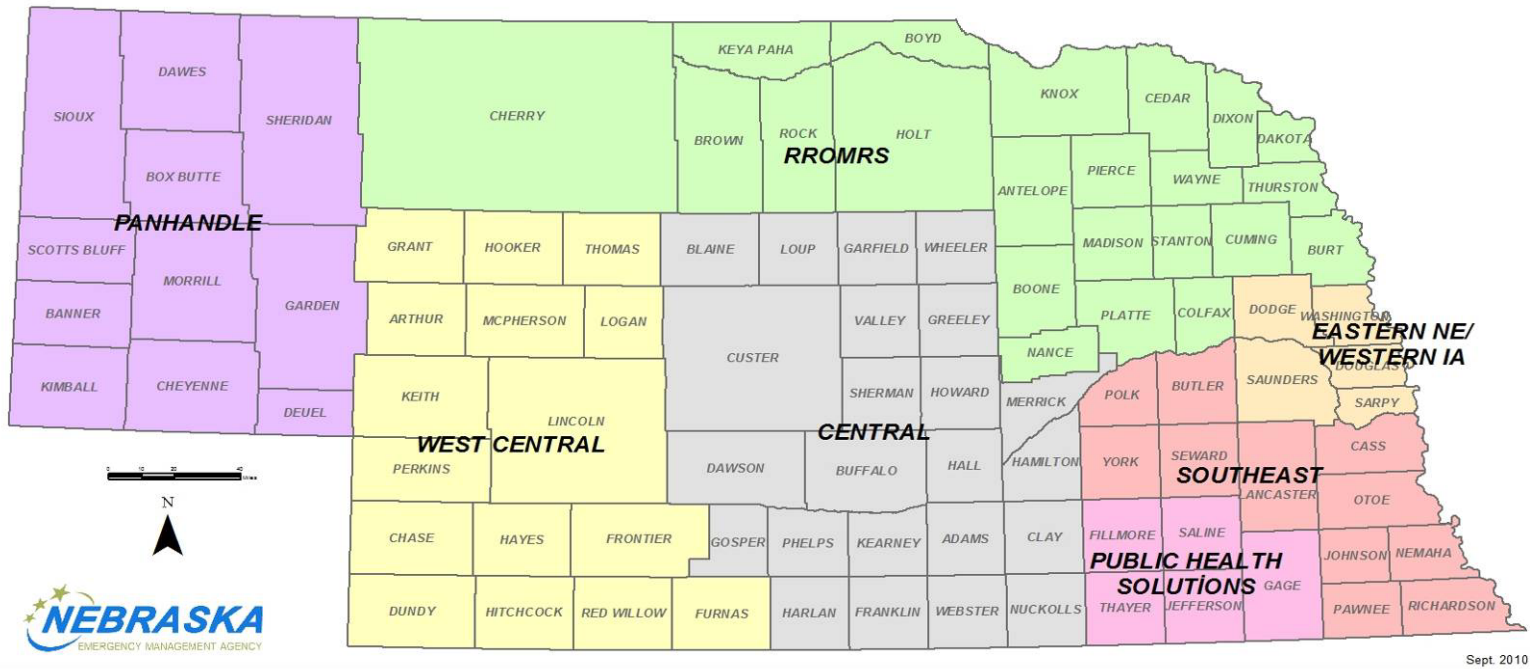 KEYA PAHA
BOYD
DAWES
SIOUX
SHERIDAN
CHERRY
KNOX
CEDAR
DIXON
DAKOTA
BROWN
ROCK
HOLT
RROMRS
BOX BUTTE
ANTELOPE
PIERCE
WAYNE
THURSTON
PANHANDLE
SCOTTS BLUFF
MORRILL
GRANT
HOOKER
THOMAS
BLAINE
LOUP
GARFIELD
WHEELER
MADISON
STANTON
CUMING
BURT
BANNER
GARDEN
ARTHUR
MCPHERSON
LOGAN
CUSTER
VALLEY
GREELEY
BOONE
PLATTE
COLFAX
DODGE
WASHINGTON
EASTERN NE/
WESTERN IA
NANCE
DOUGLAS
KIMBALL
CHEYENNE
DEUEL
KEITH
LINCOLN
SHERMAN
HOWARD
MERRICK
POLK
BUTLER
SAUNDERS
SARPY
WEST CENTRAL
CENTRAL
PERKINS
DAWSON
BUFFALO
HALL
HAMILTON
YORK
SEWARD
SOUTHEAST
LANCASTER
CASS
OTOE
0 10 20 40
Miles
N
CHASE
HAYES
FRONTIER
GOSPER
PHELPS
KEARNEY
ADAMS
CLAY
FILLMORE
SALINE
PUBLIC HEALTH
SOLUTIONS
GAGE
JOHNSON
NEMAHA
DUNDY
HITCHCOCK
RED WILLOW
FURNAS
HARLAN
FRANKLIN
WEBSTER
NUCKOLLS
THAYER
JEFFERSON
PAWNEE
RICHARDSON
NEBRASKA
EMERGENCY MANAGEMENT AGENCY
Sept. 2010